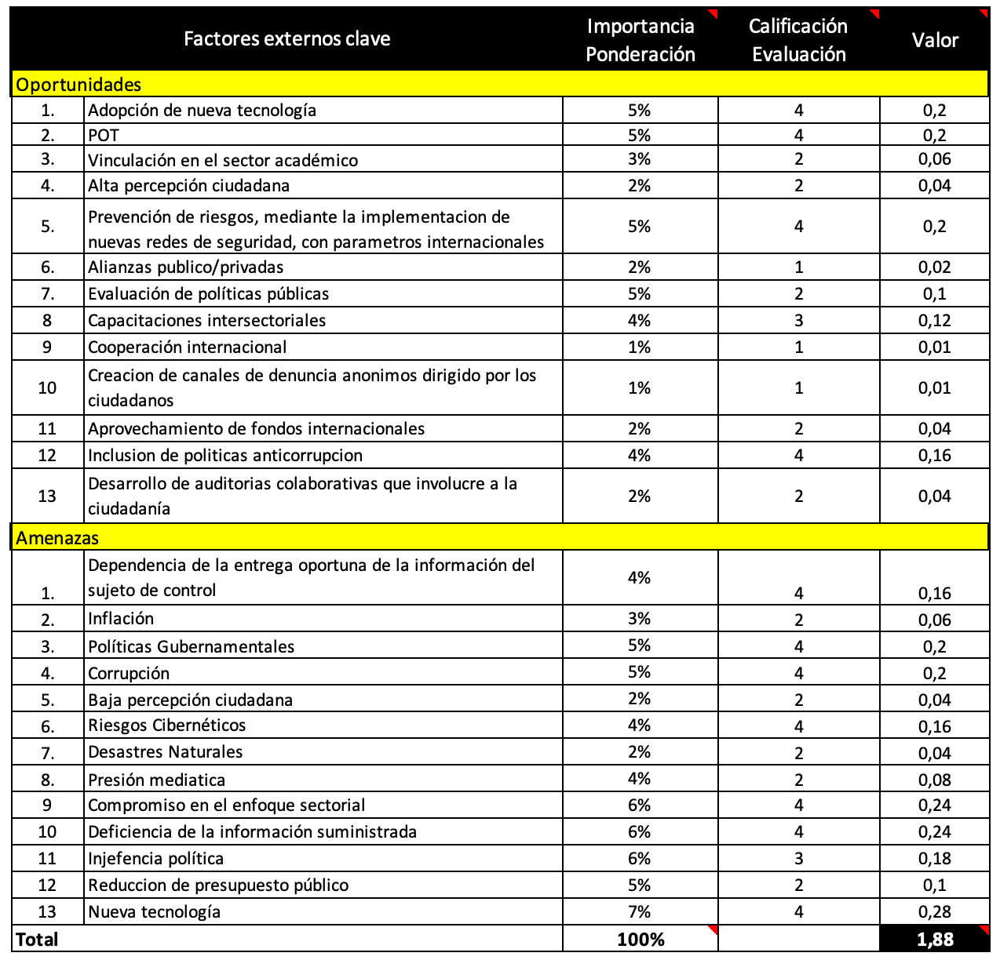 Factores externos clave
Importancia
Ponderación
Calificación
Evaluación
Valor
Oportunidades
1. Adopción de nueva tecnología 5% 4 0,2
2. POT 5% 4 0,2
3. Vinculación en el sector académico 3% 2 0,06
4. Alta percepción ciudadana 2% 2 0,04
5. Prevención de riesgos, mediante la implementacion de
nuevas redes de seguridad, con parametros internacionales 5% 4 0,2
6. Alianzas publico/privadas 2% 1 0,02
7. Evaluación de políticas públicas 5% 2 0,1
8 Capacitaciones intersectoriales 4% 3 0,12
9 Cooperación internacional 1% 1 0,01
10 Creacion de canales de denuncia anonimos dirigido por los
ciudadanos 1% 1 0,01
11 Aprovechamiento de fondos internacionales 2% 2 0,04
12 Inclusion de politicas anticorrupcion 4% 4 0,16
13 Desarrollo de auditorias colaborativas que involucre a la
ciudadanía 2% 2 0,04
Amenazas
1. Dependencia de la entrega oportuna de la información del
sujeto de control 4% 4 0,16
2. Inflación 3% 2 0,06
3. Políticas Gubernamentales 5% 4 0,2
4. Corrupción 5% 4 0,2
5. Baja percepción ciudadana 2% 2 0,04
6. Riesgos Cibernéticos 4% 4 0,16
7. Desastres Naturales 2% 2 0,04
8. Presión mediatica 4% 2 0,08
9 Compromiso en el enfoque sectorial 6% 4 0,24
10 Deficiencia de la información suministrada 6% 4 0,24
11 Injefencia política 6% 3 0,18
12 Reduccion de presupuesto público 5% 2 0,1
13 Nueva tecnología 7% 4 0,28
Total 100% 1,88